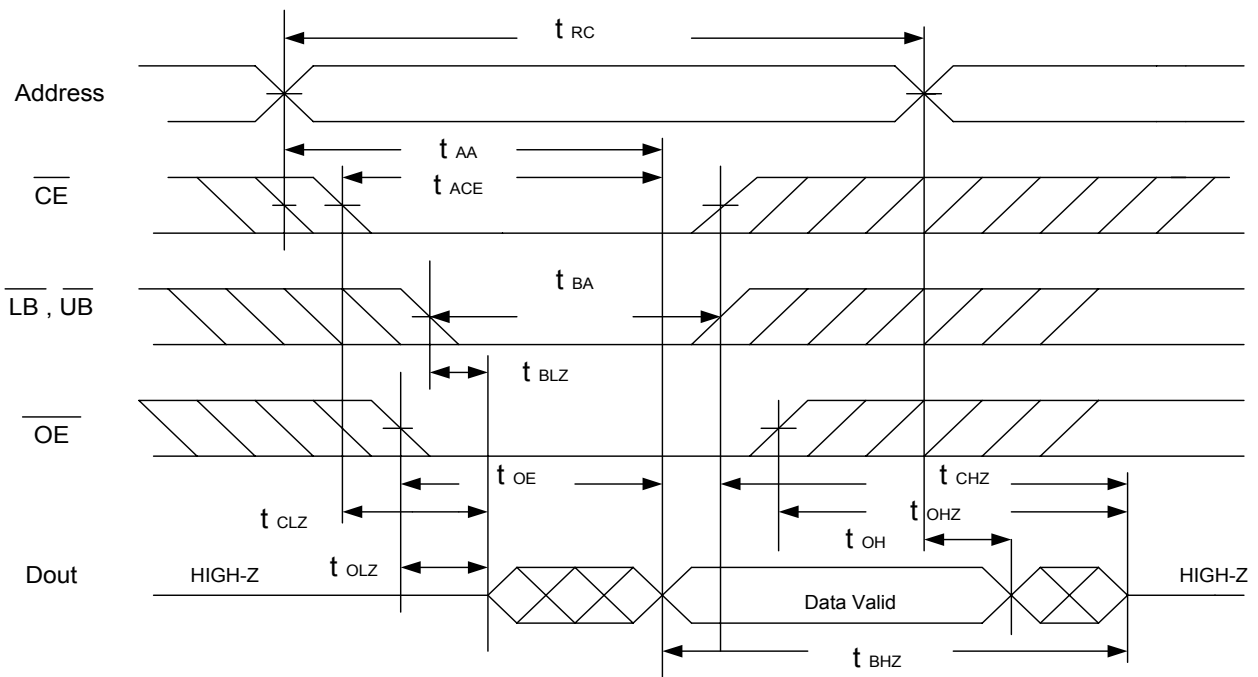 t RC
Address
t AA
CE
t ACE
LB , UB
t BA
t BLZ
OE
t OE
t CHZ
t CLZ
t OHZ
t OH
Dout
HIGH-Z
t OLZ
Data Valid
HIGH-Z
t BHZ